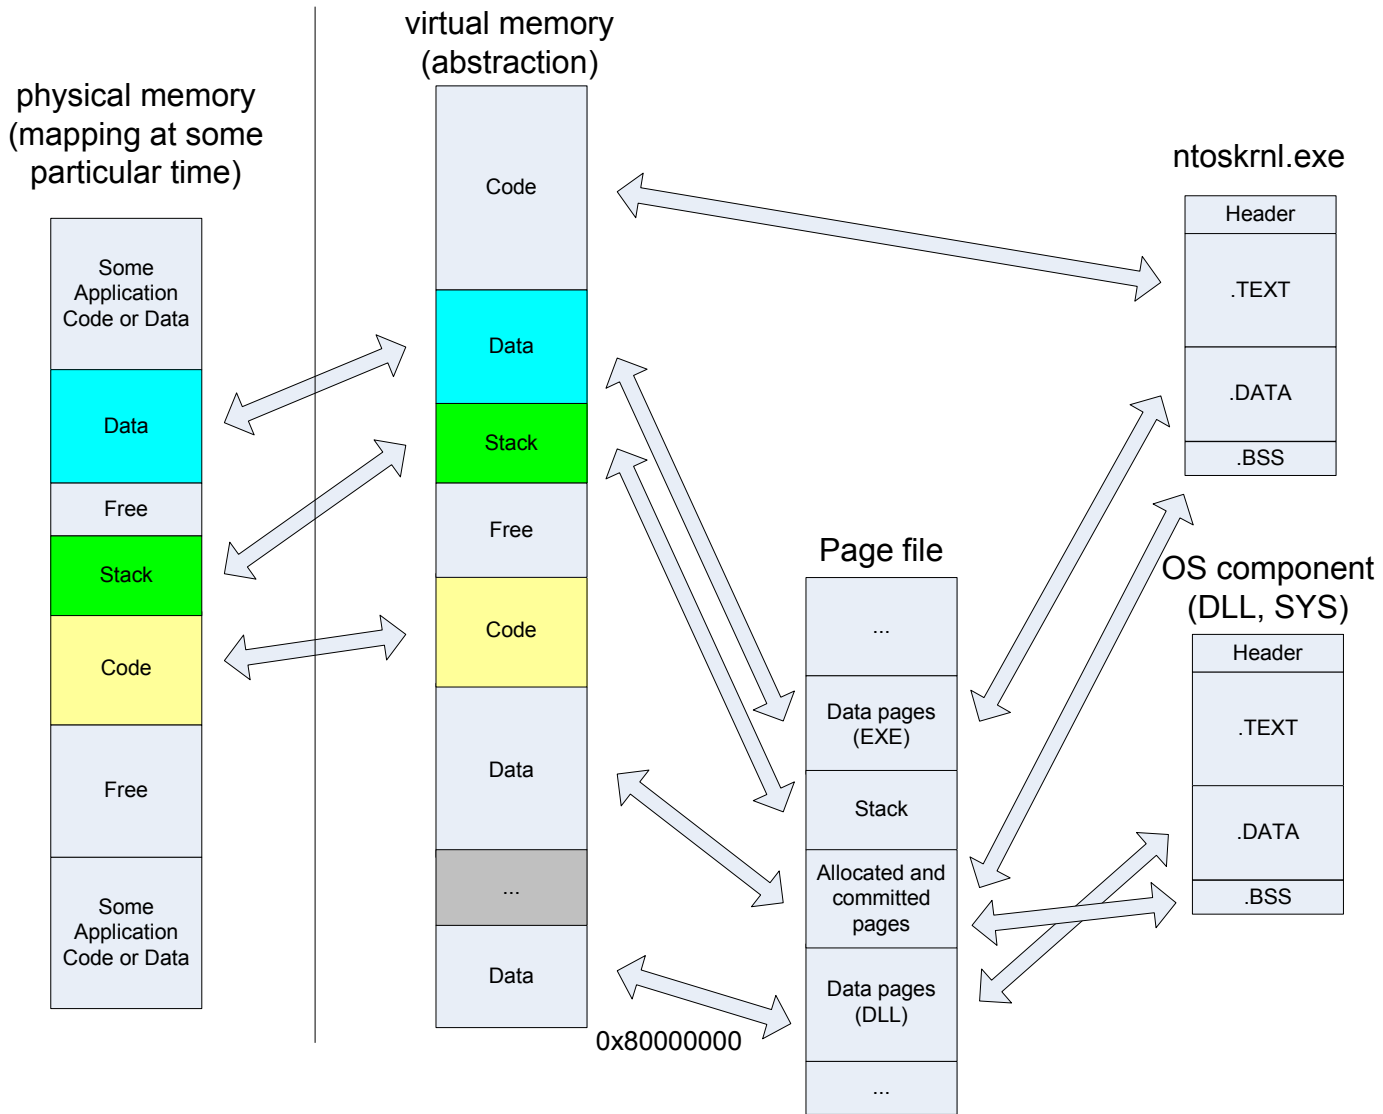 physical memory
(mapping at some
particular time)
Some
Application
Code or Data
Data
Free
Stack
Code
Free
Some
Application
Code or Data
virtual memory
(abstraction)
Code
Data
Stack
Free
Code
Data
...
Data
0x80000000
Page file
...
Data pages
(EXE)
Stack
Allocated and
committed
pages
Data pages
(DLL)
...
ntoskrnl.exe
Header
.TEXT
.DATA
.BSS
OS component
(DLL, SYS)
Header
.TEXT
.DATA
.BSS